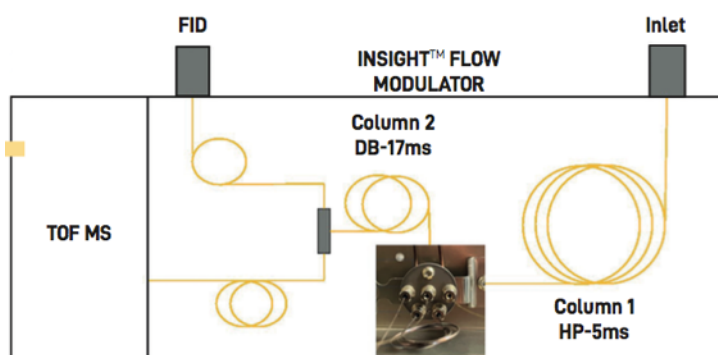 FID
Inlet
INSIGHT™ FLOW
MODULATOR
Column 2
DB-17ms
TOF MS
Column 1
HP-5ms